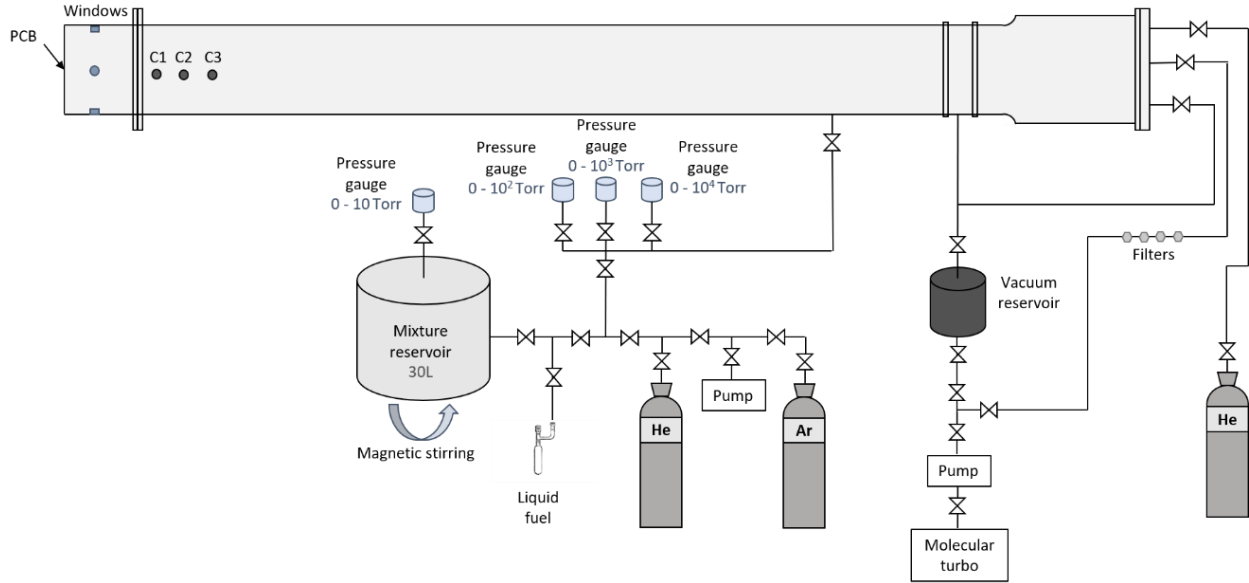 Windows
PCB
C1 C2 C3
Pressure
gauge
0 - 10 Torr
Pressure
gauge
0 - 10² Torr
Pressure
gauge
0 - 10³ Torr
Pressure
gauge
0 - 10⁴ Torr
Filters
Vacuum
reservoir
Mixture
reservoir
30L
Magnetic stirring
Liquid
fuel
He
Pump
Ar
He
Pump
Molecular
turbo